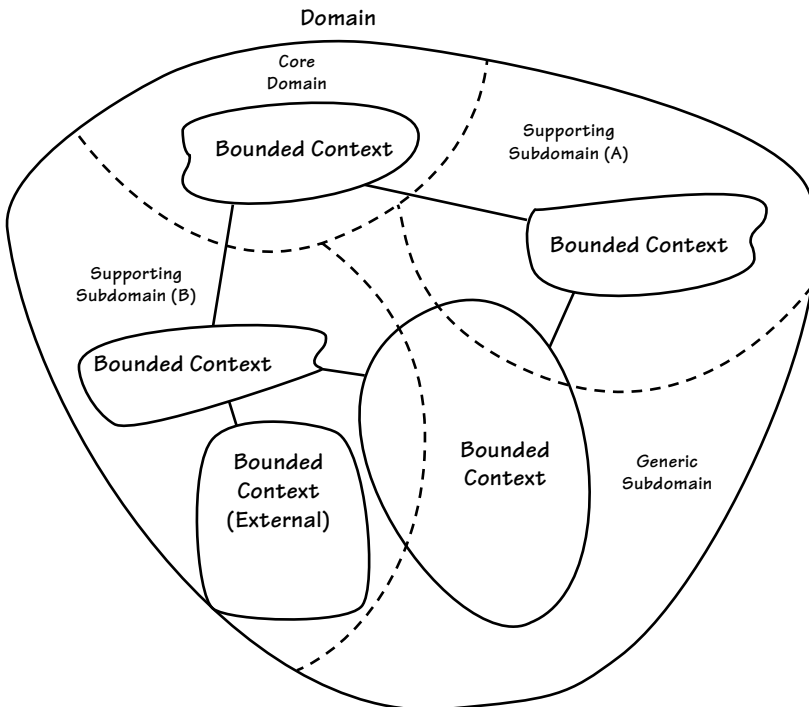 Domain
Core
Domain
Bounded Context
Supporting
Subdomain (A)
Bounded Context
Supporting
Subdomain (B)
Bounded Context
Bounded
Context
(External)
Bounded
Context
Generic
Subdomain